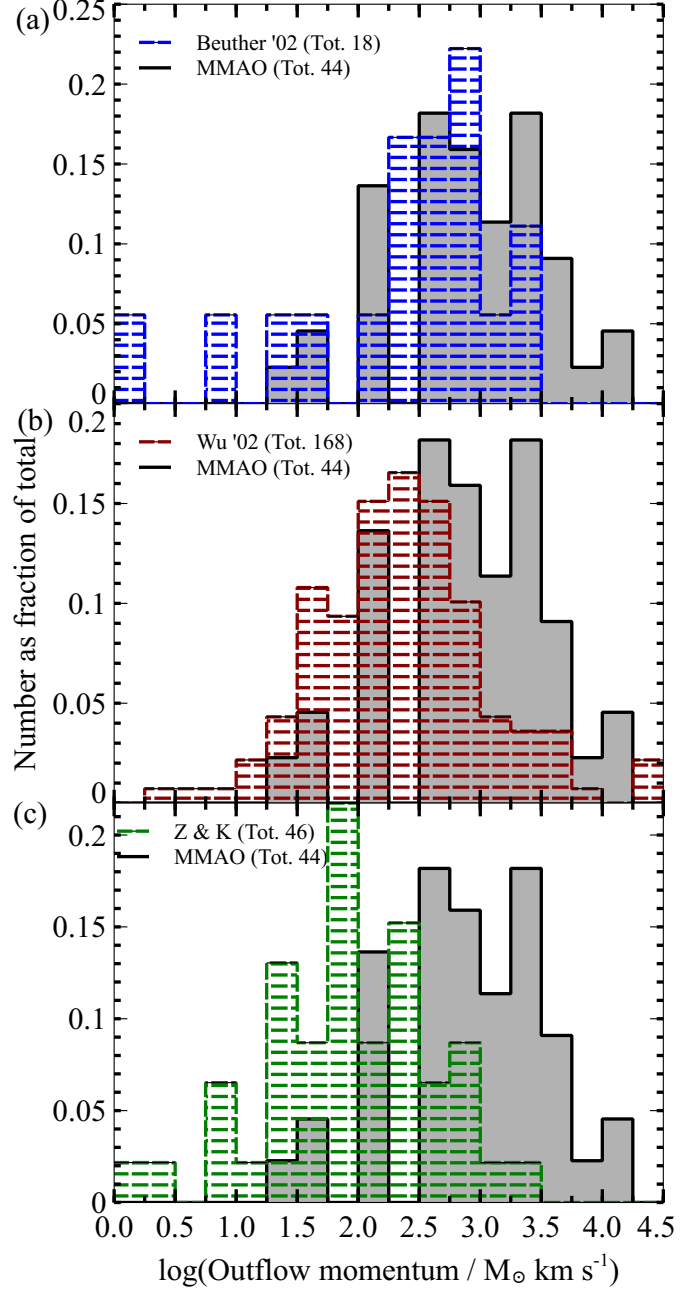 (a)
0.25
0.2
0.15
0.1
0.05
0
Beuther '02 (Tot. 18)
MMAO (Tot. 44)
(b)
0.2
0.15
0.1
0.05
0
Wu '02 (Tot. 168)
MMAO (Tot. 44)
Number as fraction of total
(c)
0.2
0.15
0.1
0.05
0
Z & K (Tot. 46)
MMAO (Tot. 44)
0.0 0.5 1.0 1.5 2.0 2.5 3.0 3.5 4.0 4.5
log(Outflow momentum / M⊙ km s⁻¹)